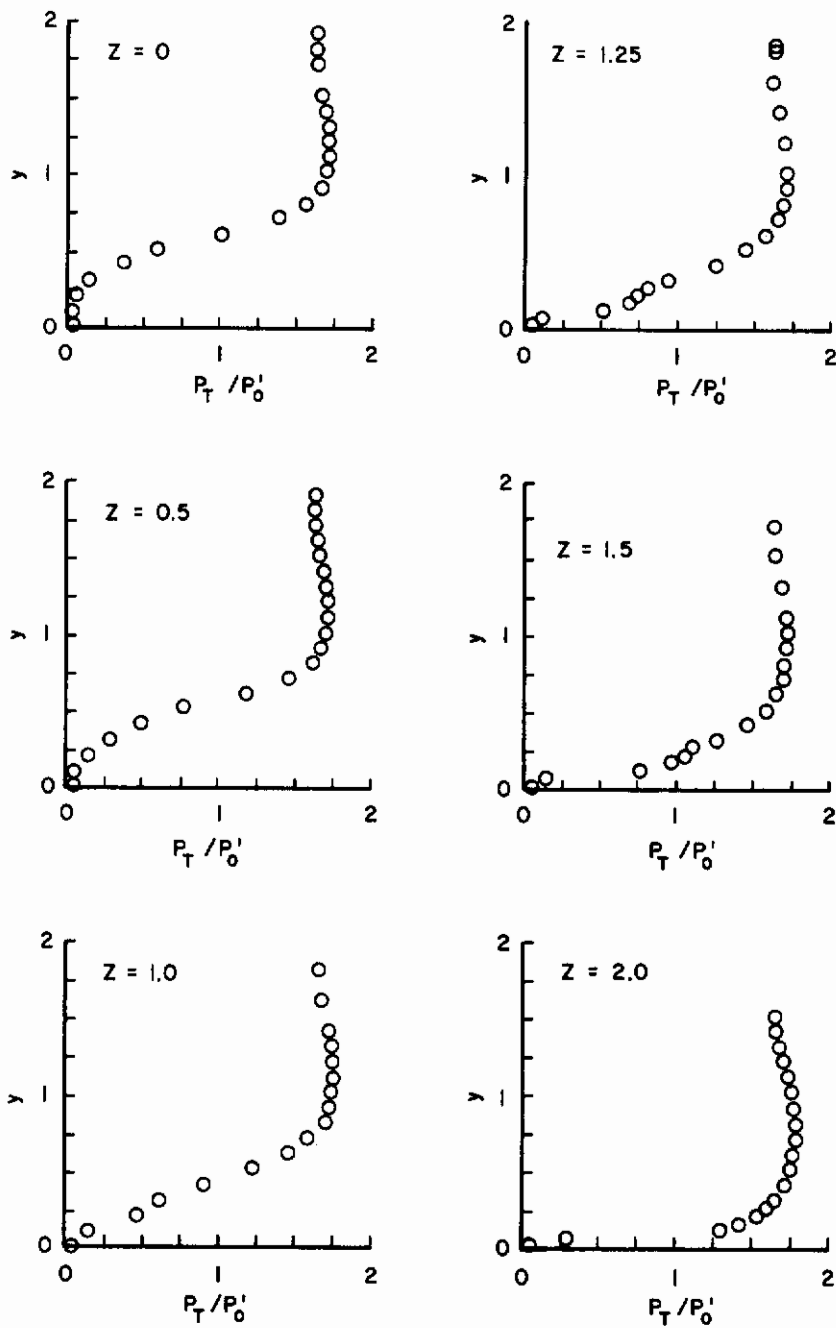 2
Z = 0
y
1
0
0
1
2
P_T /P_0'
2
Z = 1.25
y
1
0
0
1
2
P_T /P_0'
2
Z = 0.5
y
1
0
0
1
2
P_T /P_0'
2
Z = 1.5
y
1
0
0
1
2
P_T /P_0'
2
Z = 1.0
y
1
0
0
1
2
P_T /P_0'
2
Z = 2.0
y
1
0
0
1
2
P_T /P_0'